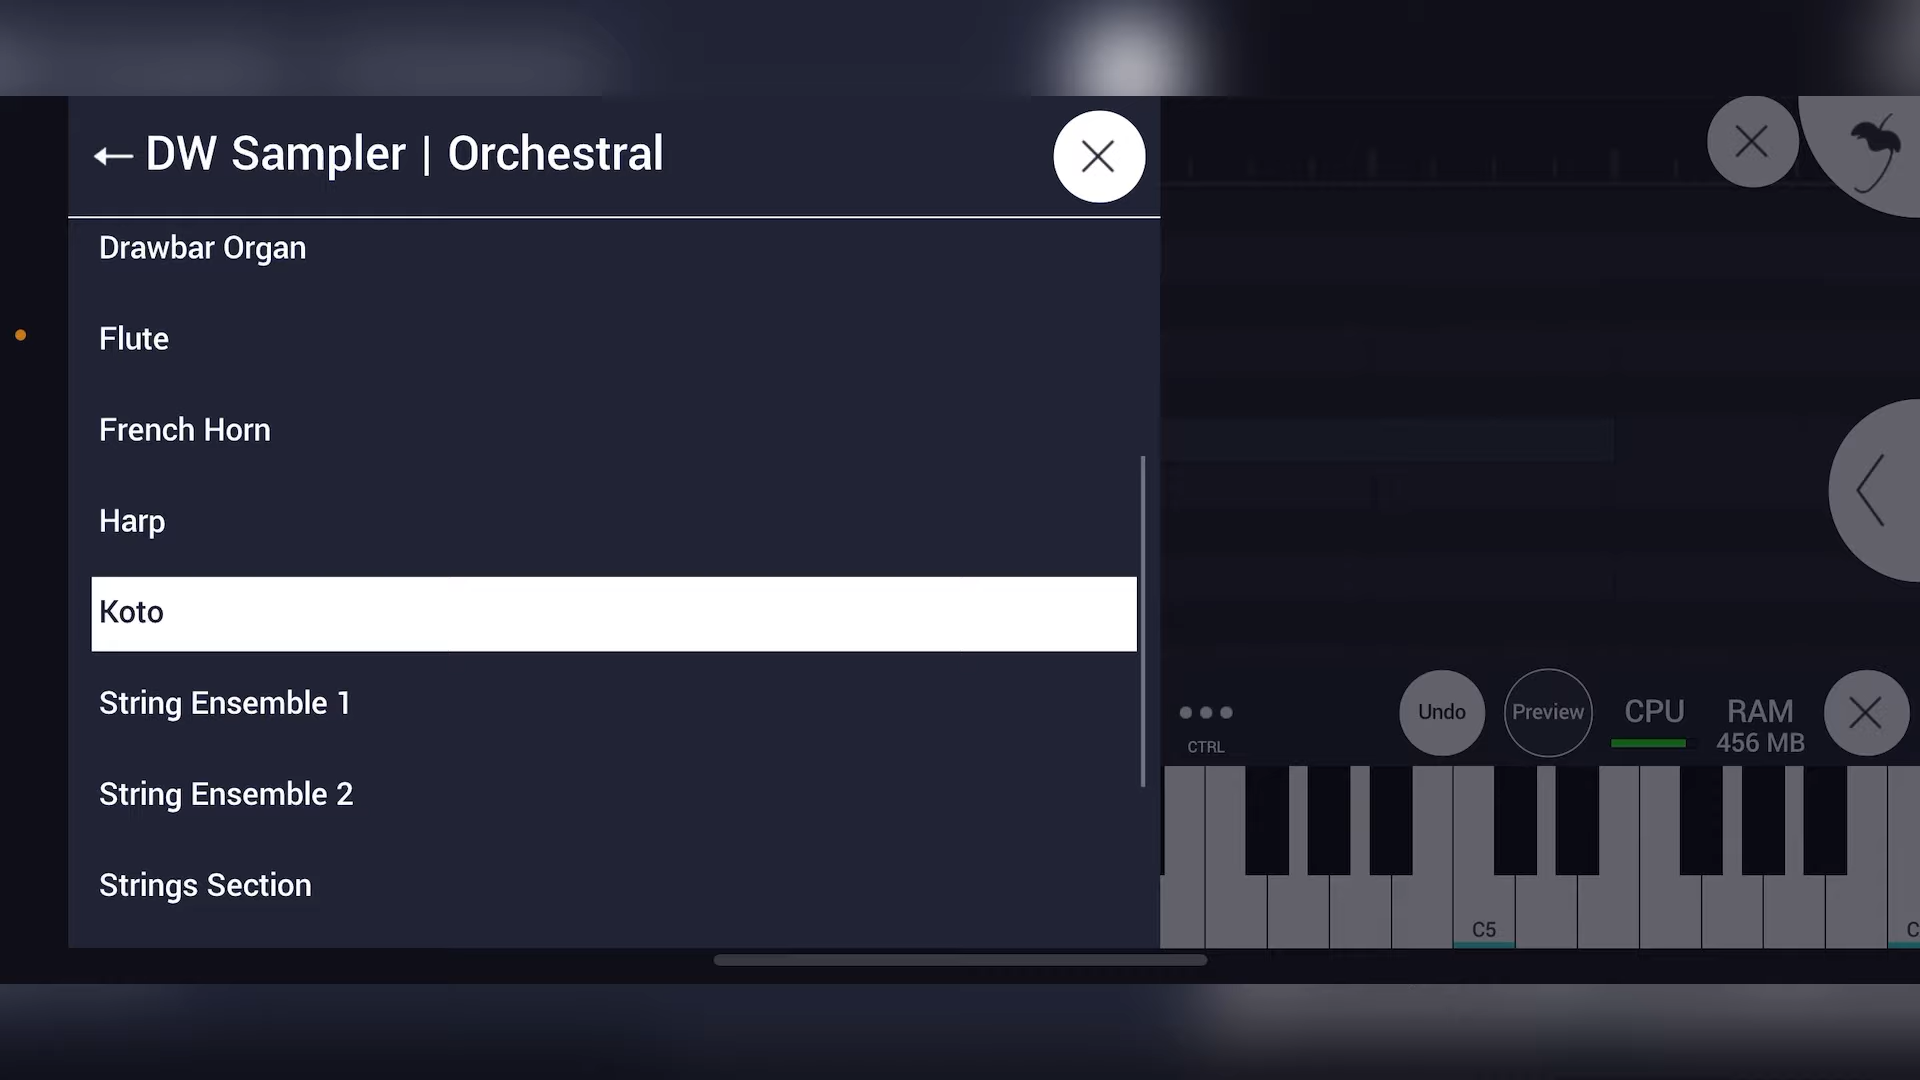 DW Sampler | Orchestral
Drawbar Organ
Flute
French Horn
Harp
Koto
String Ensemble 1
String Ensemble 2
Strings Section
CTRL
Undo
Preview
CPU
RAM
456 MB
C5
C